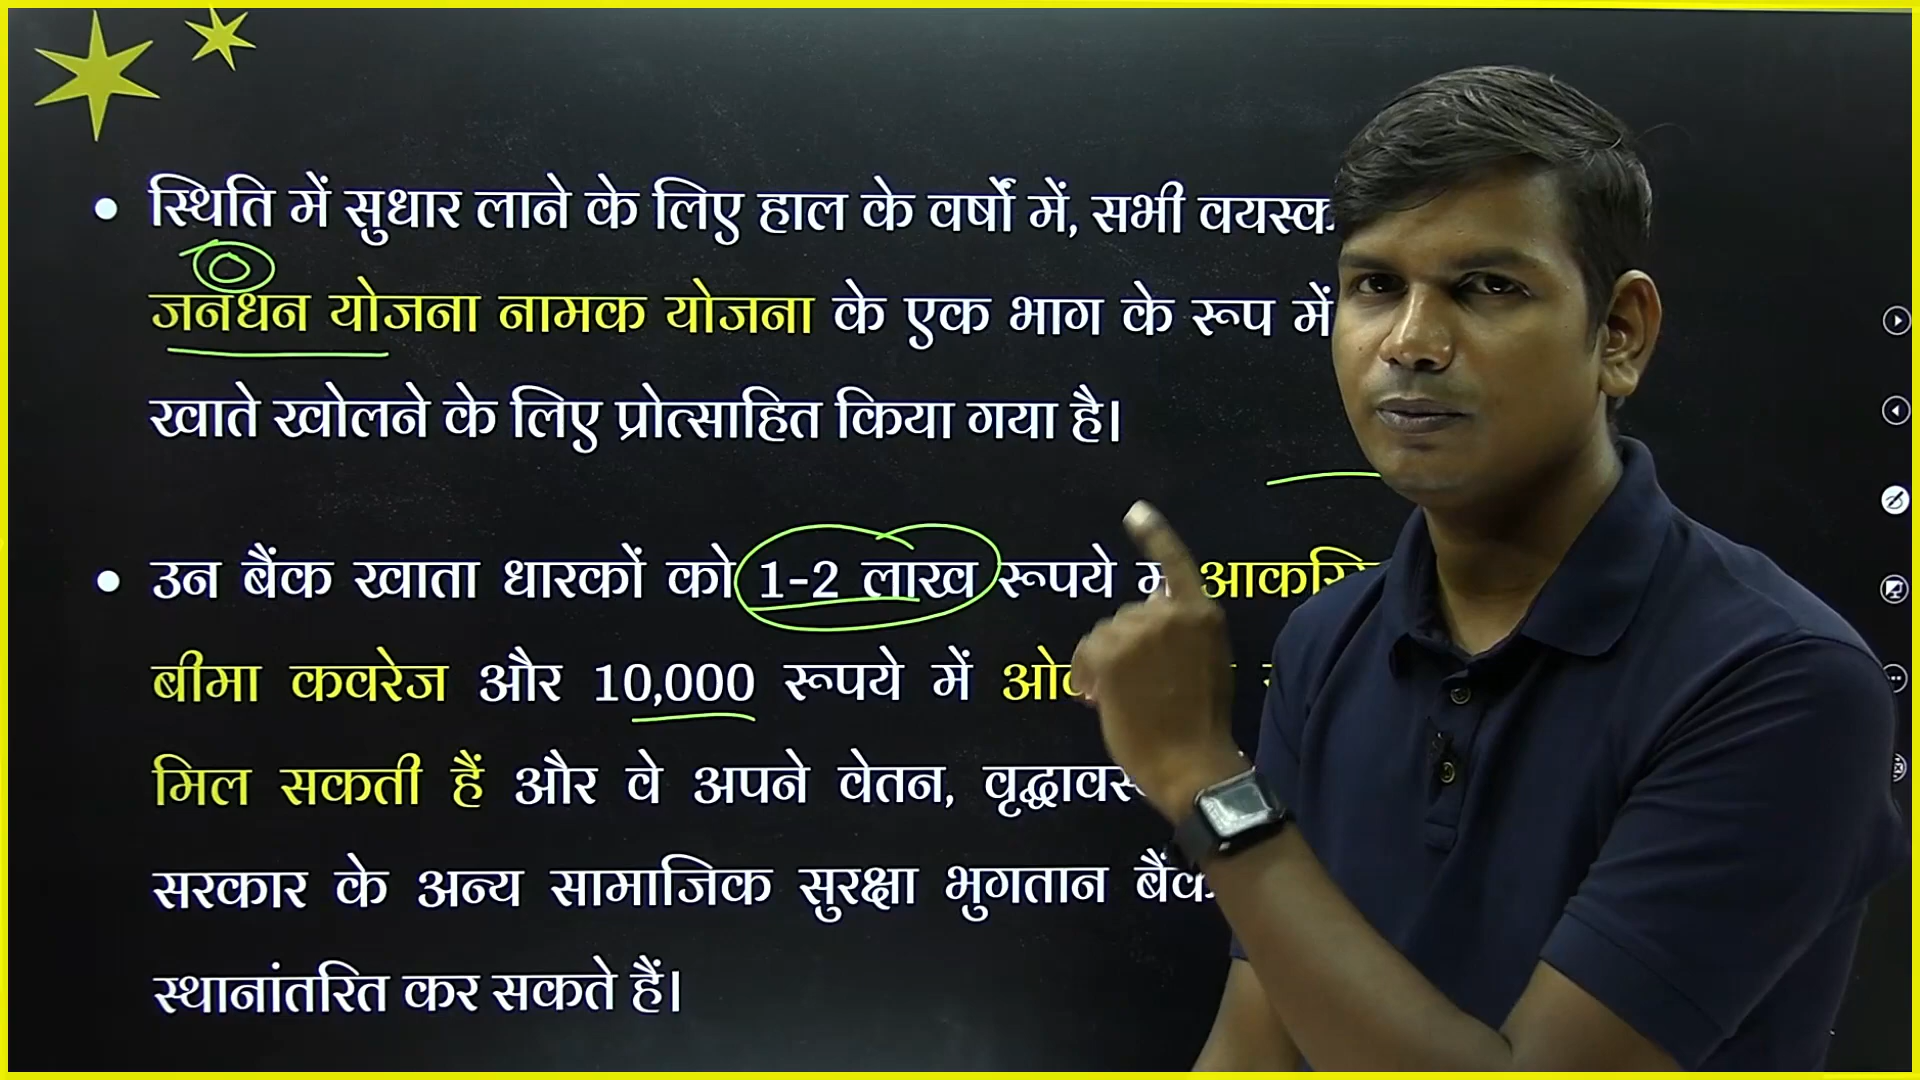 स्थिति में सुधार लाने के लिए हाल के वर्षों में, सभी वयस्क
जनधन योजना नामक योजना के एक भाग के रूप में
खाते खोलने के लिए प्रोत्साहित किया गया है।
उन बैंक खाता धारकों को 1-2 लाख रूपये
बीमा कवरेज और 10,000 रूपये में
मिल सकती हैं और वे अपने वेतन,
सरकार के अन्य सामाजिक सुरक्षा भुगतान बैंक
स्थानांतरित कर सकते हैं।